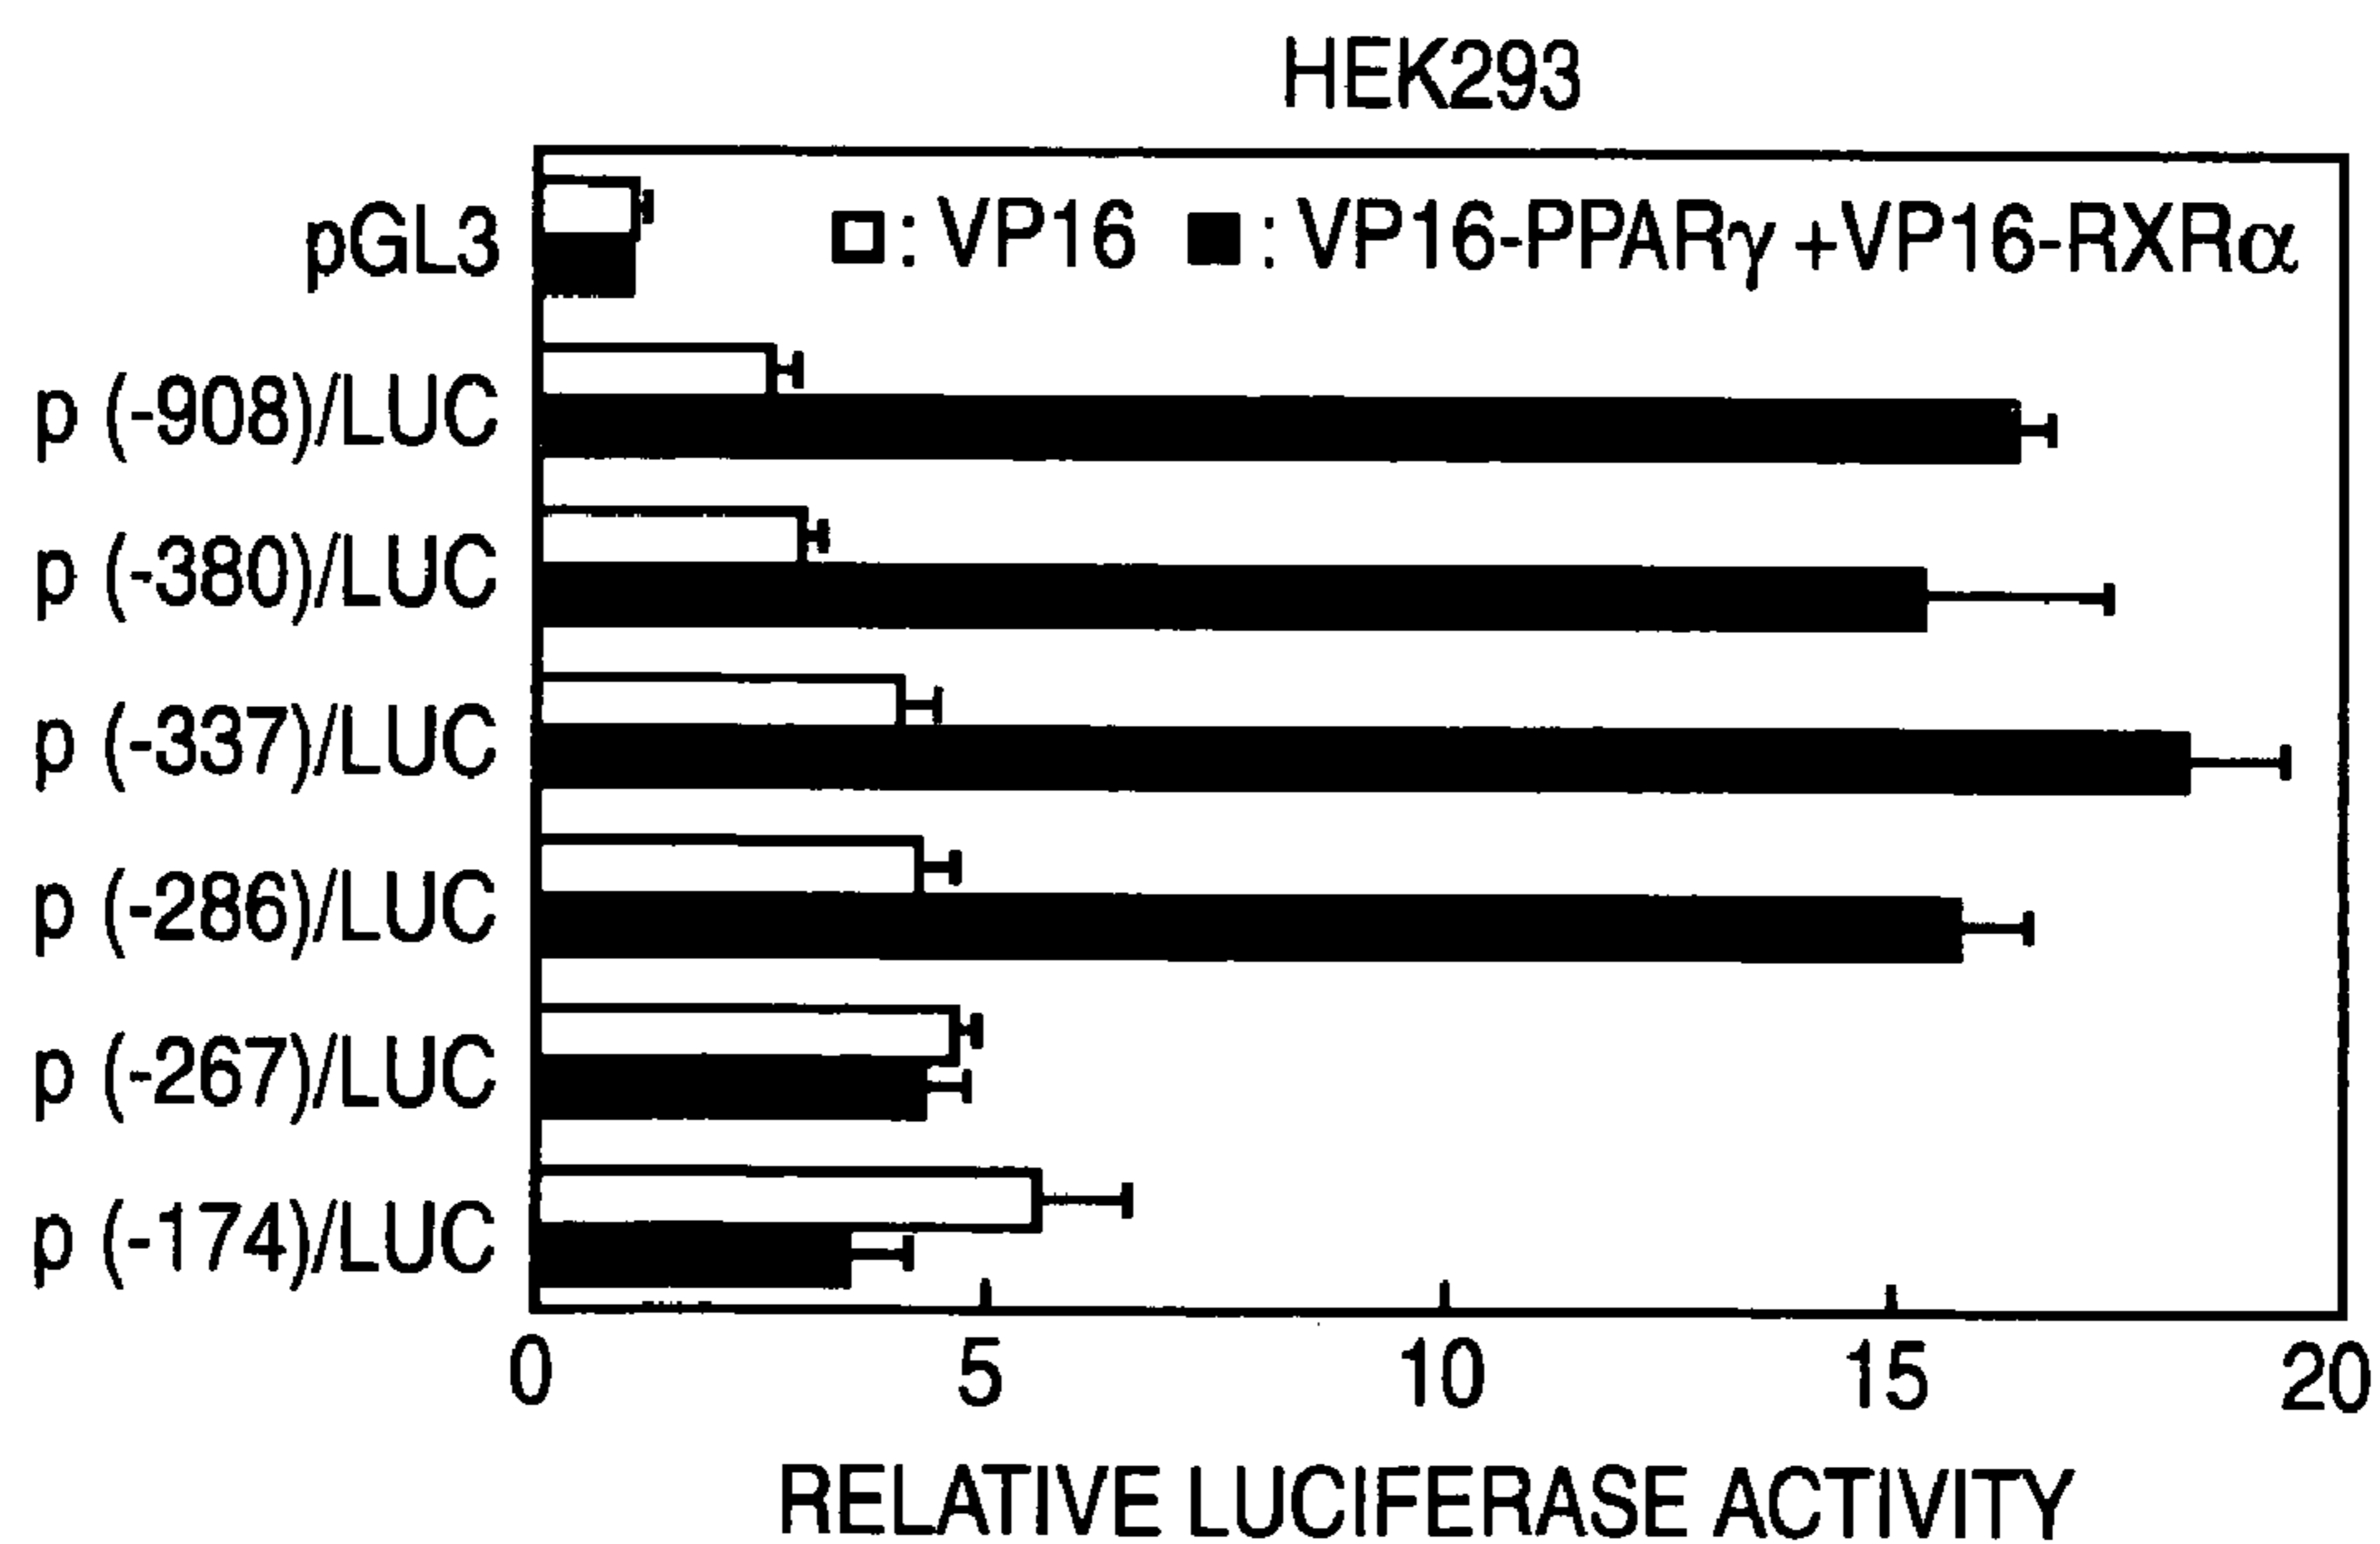 HEK293
pGL3
□: VP16 ■: VP16-PPARγ +VP16-RXRα
p (-908)/LUC
p (-380)/LUC
p (-337)/LUC
p (-286)/LUC
p (-267)/LUC
p (-174)/LUC
0 5 10 15 20
RELATIVE LUCIFERASE ACTIVITY